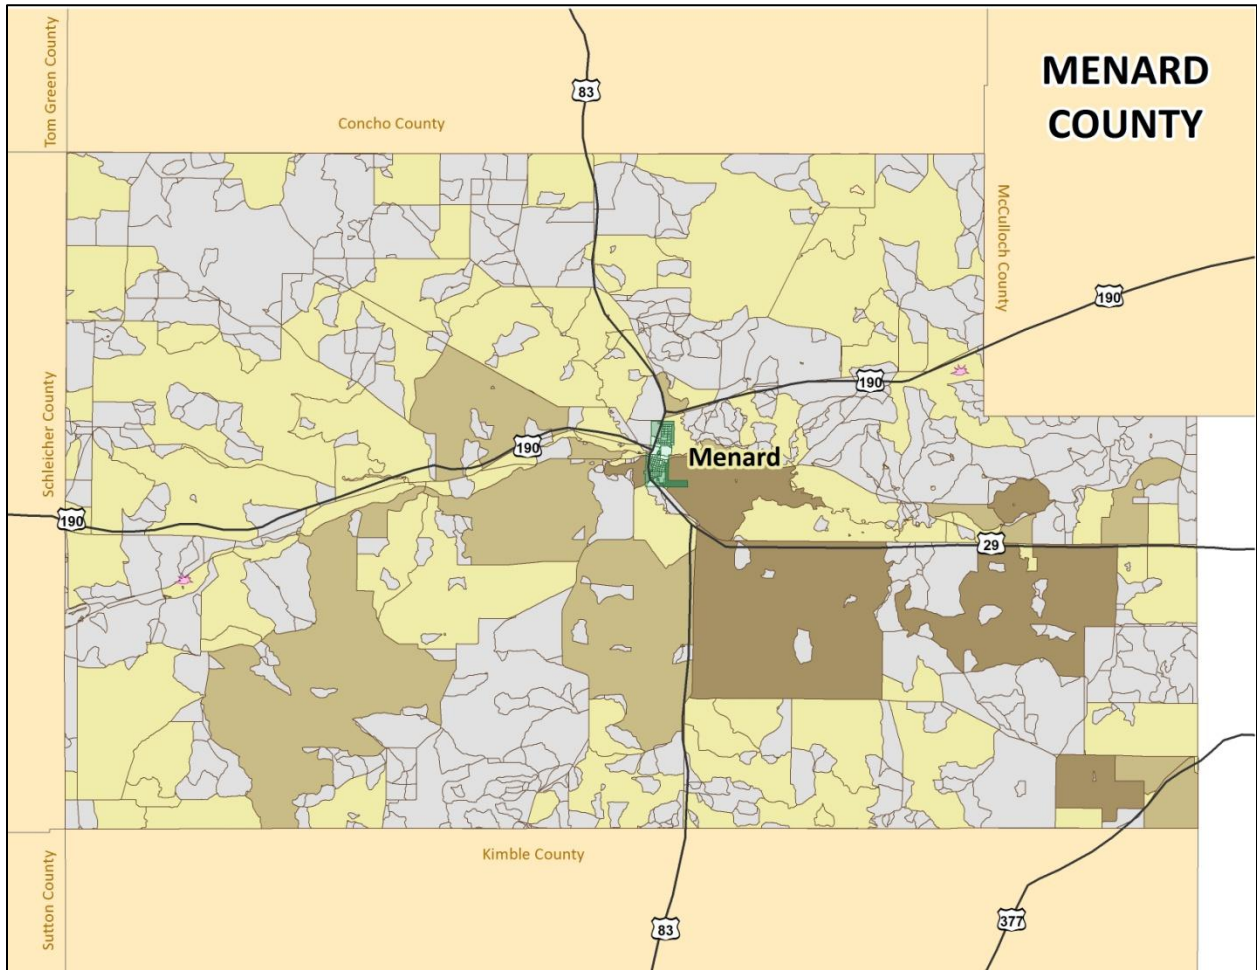 MENARD
COUNTY
Tom Green County
83
Concho County
McCulloch County
190
190
Schleicher County
190
Menard
190
29
Kimble County
Sutton County
83
377